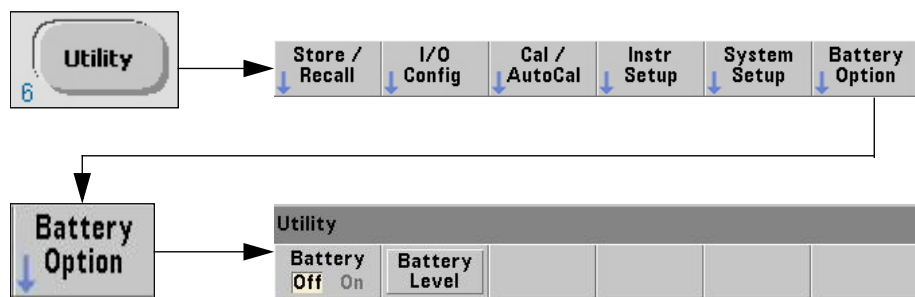 Utility
6
Store / Recall
I/O Config
Cal / AutoCal
Instr Setup
System Setup
Battery Option
Battery Option
Utility
Battery Off On
Battery Level